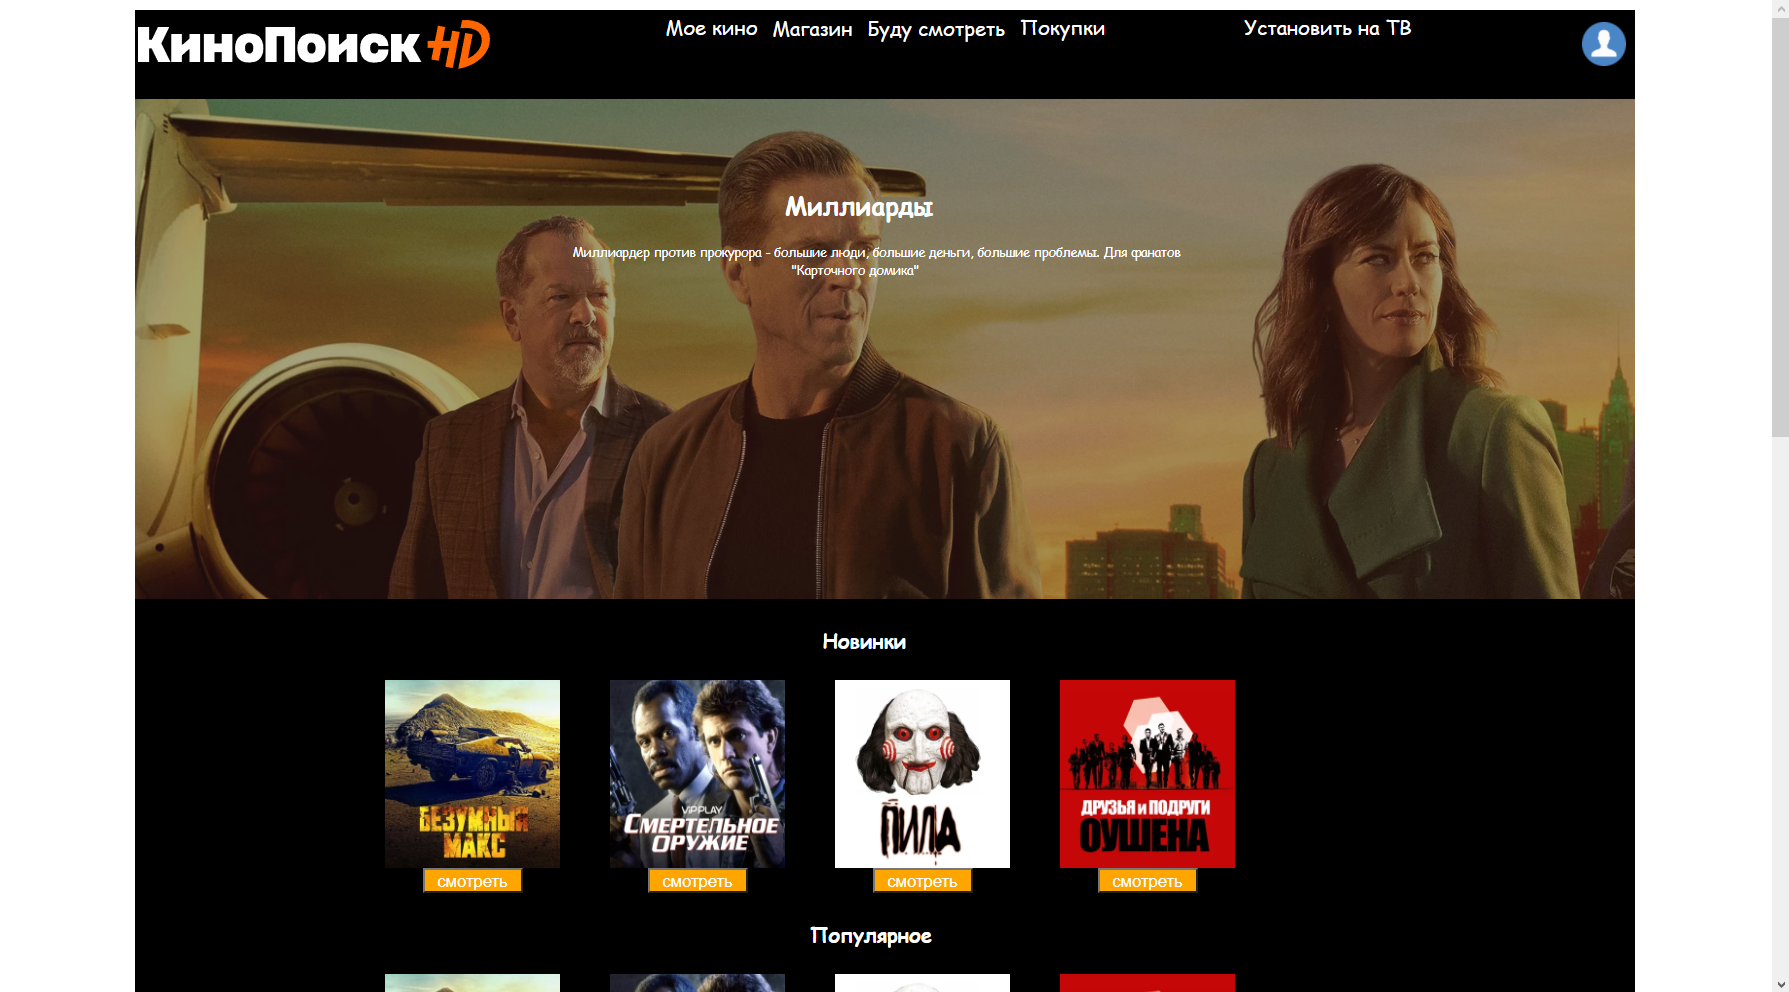 КиноПоиск HD
Мое кино Магазин Буду смотреть Покупки Установить на ТВ
Миллиарды
Миллиардер против прокурора - большие люди, большие деньги, большие проблемы. Для фанатов
"Карточного домика"
Новинки
БЕЗУМНЫЙ
МАКС
ViPPLAY
СМЕРТЕЛЬНОЕ
ОРУЖИЕ
ПИЛА
ДРУЗЬЯ И ПОДРУГИ
ОУШЕНА
смотреть смотреть смотреть смотреть
Популярное